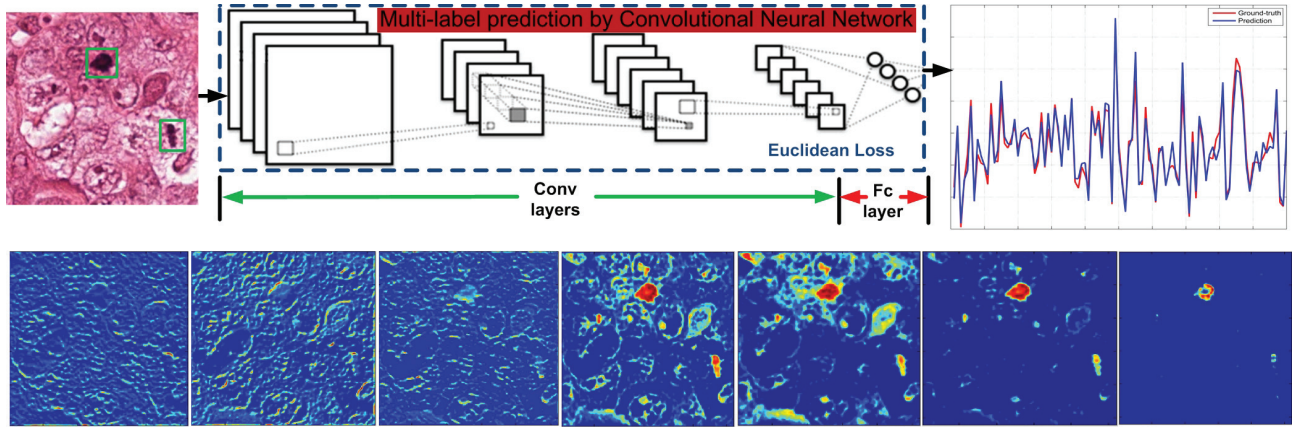 Multi-label prediction by Convolutional Neural Network
Ground-truth
Prediction
Euclidean Loss
Conv
layers
Fc
layer